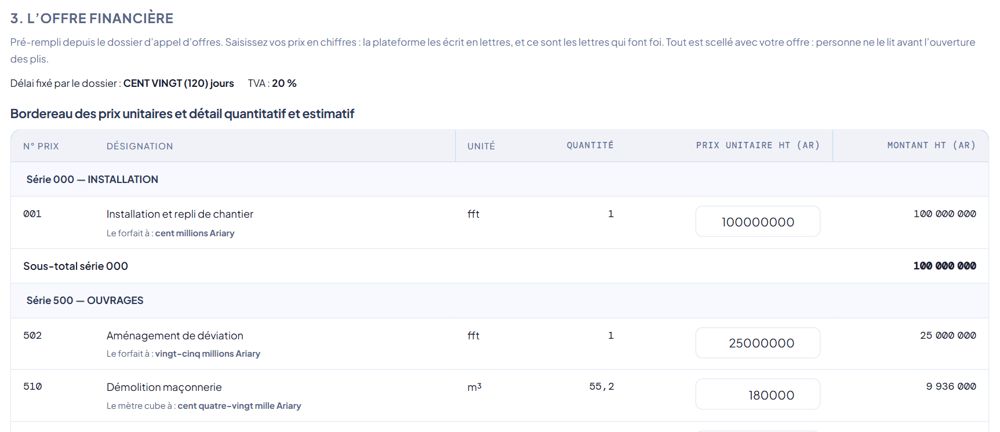 3. L’OFFRE FINANCIÈRE
Pré-rempli depuis le dossier d’appel d’offres. Saisissez vos prix en chiffres : la plateforme les écrit en lettres, et ce sont les lettres qui font foi. Tout est scellé avec votre offre : personne ne le lit avant l’ouverture
des plis.
Délai fixé par le dossier : CENT VINGT (120) jours TVA : 20 %
Bordereau des prix unitaires et détail quantitatif et estimatif
N° PRIX DÉSIGNATION UNITÉ QUANTITÉ PRIX UNITAIRE HT (AR) MONTANT HT (AR)
Série 000 — INSTALLATION
001 Installation et repli de chantier fft 1 100000000 100 000 000
Le forfait à : cent millions Ariary
Sous-total série 000 100 000 000
Série 500 — OUVRAGES
502 Aménagement de déviation fft 1 25000000 25 000 000
Le forfait à : vingt-cinq millions Ariary
510 Démolition maçonnerie m³ 55,2 180000 9 936 000
Le mètre cube à : cent quatre-vingt mille Ariary